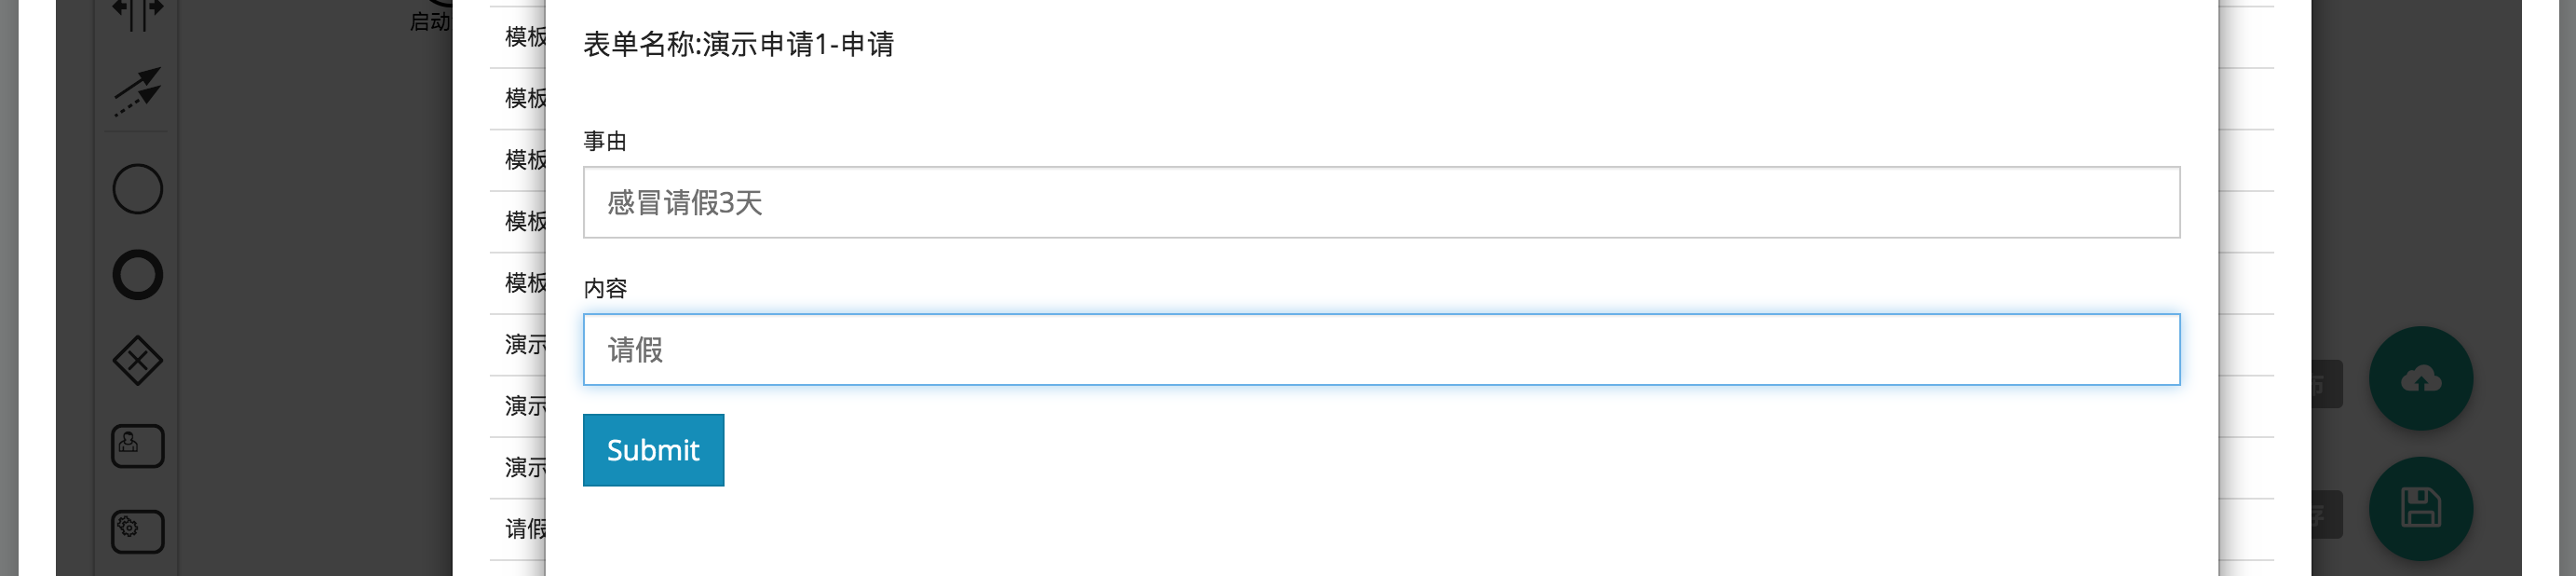 启动
模板
表单名称:演示申请1-申请
模板
事由
模板
感冒请假3天
模板
模板
内容
演示
请假
演示
Submit
演示
请假